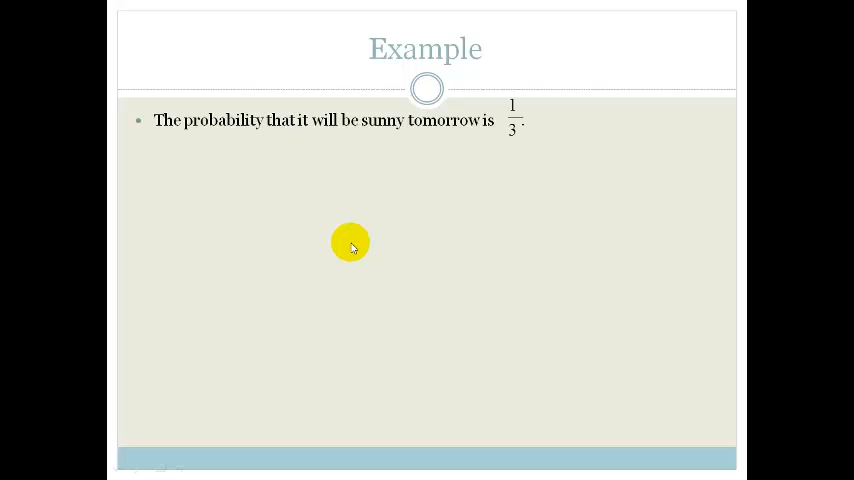 Example
• The probability that it will be sunny tomorrow is 1/3.